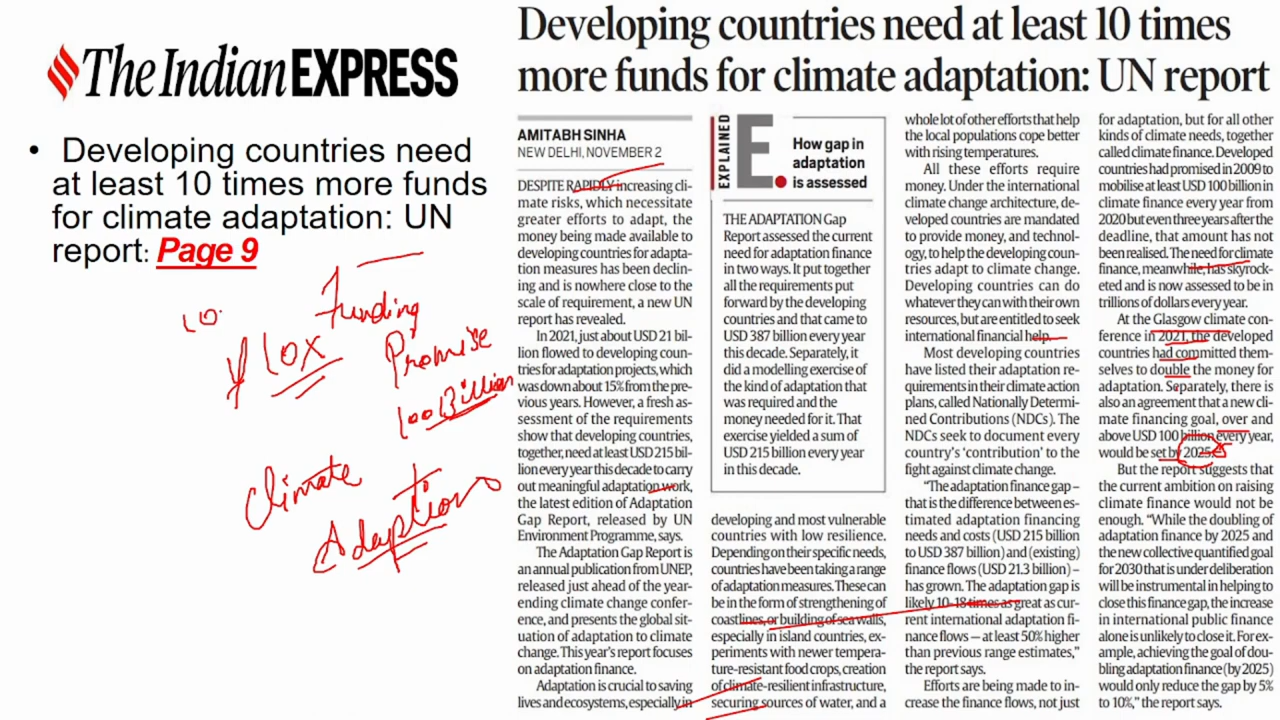 The Indian EXPRESS
• Developing countries need
at least 10 times more funds
for climate adaptation: UN
report: Page 9
Funding
10
10x
Promise
100 Billion
Climate
Adaption
Developing countries need at least 10 times
more funds for climate adaptation: UN report
AMITABH SINHA
NEW DELHI, NOVEMBER 2
DESPITE RAPIDLY increasing cli-
mate risks, which necessitate
greater efforts to adapt, the
money being made available to
developing countries for adapta-
tion measures has been declin-
ing and is nowhere close to the
scale of requirement, a new UN
report has revealed.
In 2021, just about USD 21 bil-
lion flowed to developing coun-
tries for adaptation projects, which
was down about 15% from the pre-
vious years. However, a fresh as-
sessment of the requirements
show that developing countries,
together, need at least USD 215 bil-
lion every year this decade to carry
out meaningful adaptation work,
the latest edition of Adaptation
Gap Report, released by UN
Environment Programme, says.
The Adaptation Gap Report is
an annual publication from UNEP,
released just ahead of the year-
ending climate change confer-
ence, and presents the global sit-
uation of adaptation to climate
change. This year's report focuses
on adaptation finance.
Adaptation is crucial to saving
lives and ecosystems, especially in
EXPLAINED
E.
How gap in
adaptation
is assessed
THE ADAPTATION Gap
Report assessed the current
need for adaptation finance
in two ways. It put together
all the requirements put
forward by the developing
countries and that came to
USD 387 billion every year
this decade. Separately, it
did a modelling exercise of
the kind of adaptation that
was required and the
money needed for it. That
exercise yielded a sum of
USD 215 billion every year
in this decade.
developing and most vulnerable
countries with low resilience.
Depending on their specific needs,
countries have been taking a range
of adaptation measures. These can
be in the form of strengthening of
coastlines, or building of sea walls,
especially in island countries, ex-
periments with newer tempera-
ture-resistant food crops, creation
of climate-resilient infrastructure,
securing sources of water, and a
whole lot of other efforts that help
the local populations cope better
with rising temperatures.
All these efforts require
money. Under the international
climate change architecture, de-
veloped countries are mandated
to provide money, and technol-
ogy, to help the developing coun-
tries adapt to climate change.
Developing countries can do
whatever they can with their own
resources, but are entitled to seek
international financial help.
Most developing countries
have listed their adaptation re-
quirements in their climate action
plans, called Nationally Determi-
ned Contributions (NDCs). The
NDCs seek to document every
country's 'contribution' to the
fight against climate change.
"The adaptation finance gap –
that is the difference between es-
timated adaptation financing
needs and costs (USD 215 billion
to USD 387 billion) and (existing)
finance flows (USD 21.3 billion) –
has grown. The adaptation gap is
likely 10-18 times as great as cur-
rent international adaptation fi-
nance flows — at least 50% higher
than previous range estimates,"
the report says.
Efforts are being made to in-
crease the finance flows, not just
for adaptation, but for all other
kinds of climate needs, together
called climate finance. Developed
countries had promised in 2009 to
mobilise at least USD 100 billion in
climate finance every year from
2020 but even three years after the
deadline, that amount has not
been realised. The need for climate
finance, meanwhile, has skyrock-
eted and is now assessed to be in
trillions of dollars every year.
At the Glasgow climate con-
ference in 2021, the developed
countries had committed them-
selves to double the money for
adaptation. Separately, there is
also an agreement that a new cli-
mate financing goal, over and
above USD 100 billion every year,
would be set by 2025.
But the report suggests that
the current ambition on raising
climate finance would not be
enough. "While the doubling of
adaptation finance by 2025 and
the new collective quantified goal
for 2030 that is under deliberation
will be instrumental in helping to
close this finance gap, the increase
in international public finance
alone is unlikely to close it. For ex-
ample, achieving the goal of dou-
bling adaptation finance (by 2025)
would only reduce the gap by 5%
to 10%," the report says.